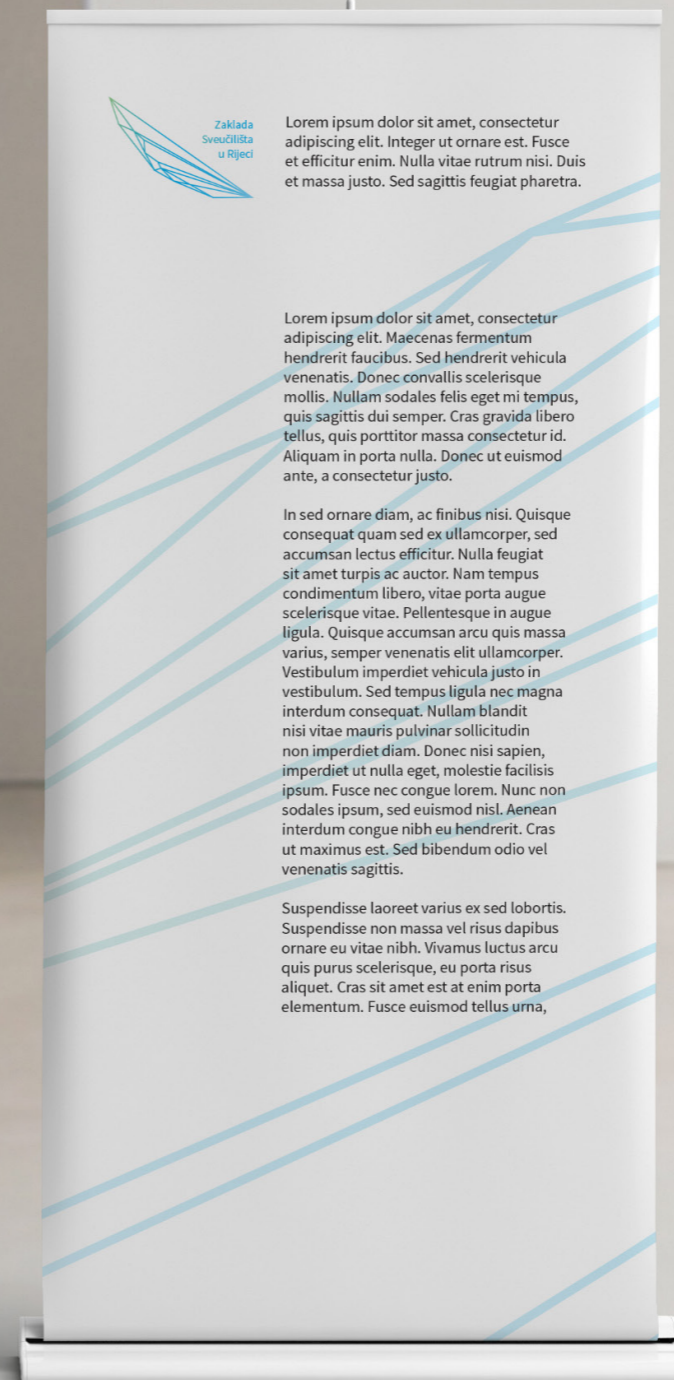 Zaklada
Sveučilišta
u Rijeci
Lorem ipsum dolor sit amet, consectetur
adipiscing elit. Integer ut ornare est. Fusce
et efficitur enim. Nulla vitae rutrum nisi. Duis
et massa justo. Sed sagittis feugiat pharetra.
Lorem ipsum dolor sit amet, consectetur
adipiscing elit. Maecenas fermentum
hendrerit faucibus. Sed hendrerit vehicula
venenatis. Donec convallis scelerisque
mollis. Nullam sodales felis eget mi tempus,
quis sagittis dui semper. Cras gravida libero
tellus, quis porttitor massa consectetur id.
Aliquam in porta nulla. Donec ut euismod
ante, a consectetur justo.
In sed ornare diam, ac finibus nisi. Quisque
consequat quam sed ex ullamcorper, sed
accumsan lectus efficitur. Nulla feugiat
sit amet turpis ac auctor. Nam tempus
condimentum libero, vitae porta augue
scelerisque vitae. Pellentesque in augue
ligula. Quisque accumsan arcu quis massa
varius, semper venenatis elit ullamcorper.
Vestibulum imperdiet vehicula justo in
vestibulum. Sed tempus ligula nec magna
interdum consequat. Nullam blandit
nisi vitae mauris pulvinar sollicitudin
non imperdiet diam. Donec nisi sapien,
imperdiet ut nulla eget, molestie facilisis
ipsum. Fusce nec congue lorem. Nunc non
sodales ipsum, sed euismod nisl. Aenean
interdum congue nibh eu hendrerit. Cras
ut maximus est. Sed bibendum odio vel
venenatis sagittis.
Suspendisse laoreet varius ex sed lobortis.
Suspendisse non massa vel risus dapibus
ornare eu vitae nibh. Vivamus luctus arcu
quis purus scelerisque, eu porta risus
aliquet. Cras sit amet est at enim porta
elementum. Fusce euismod tellus urna,